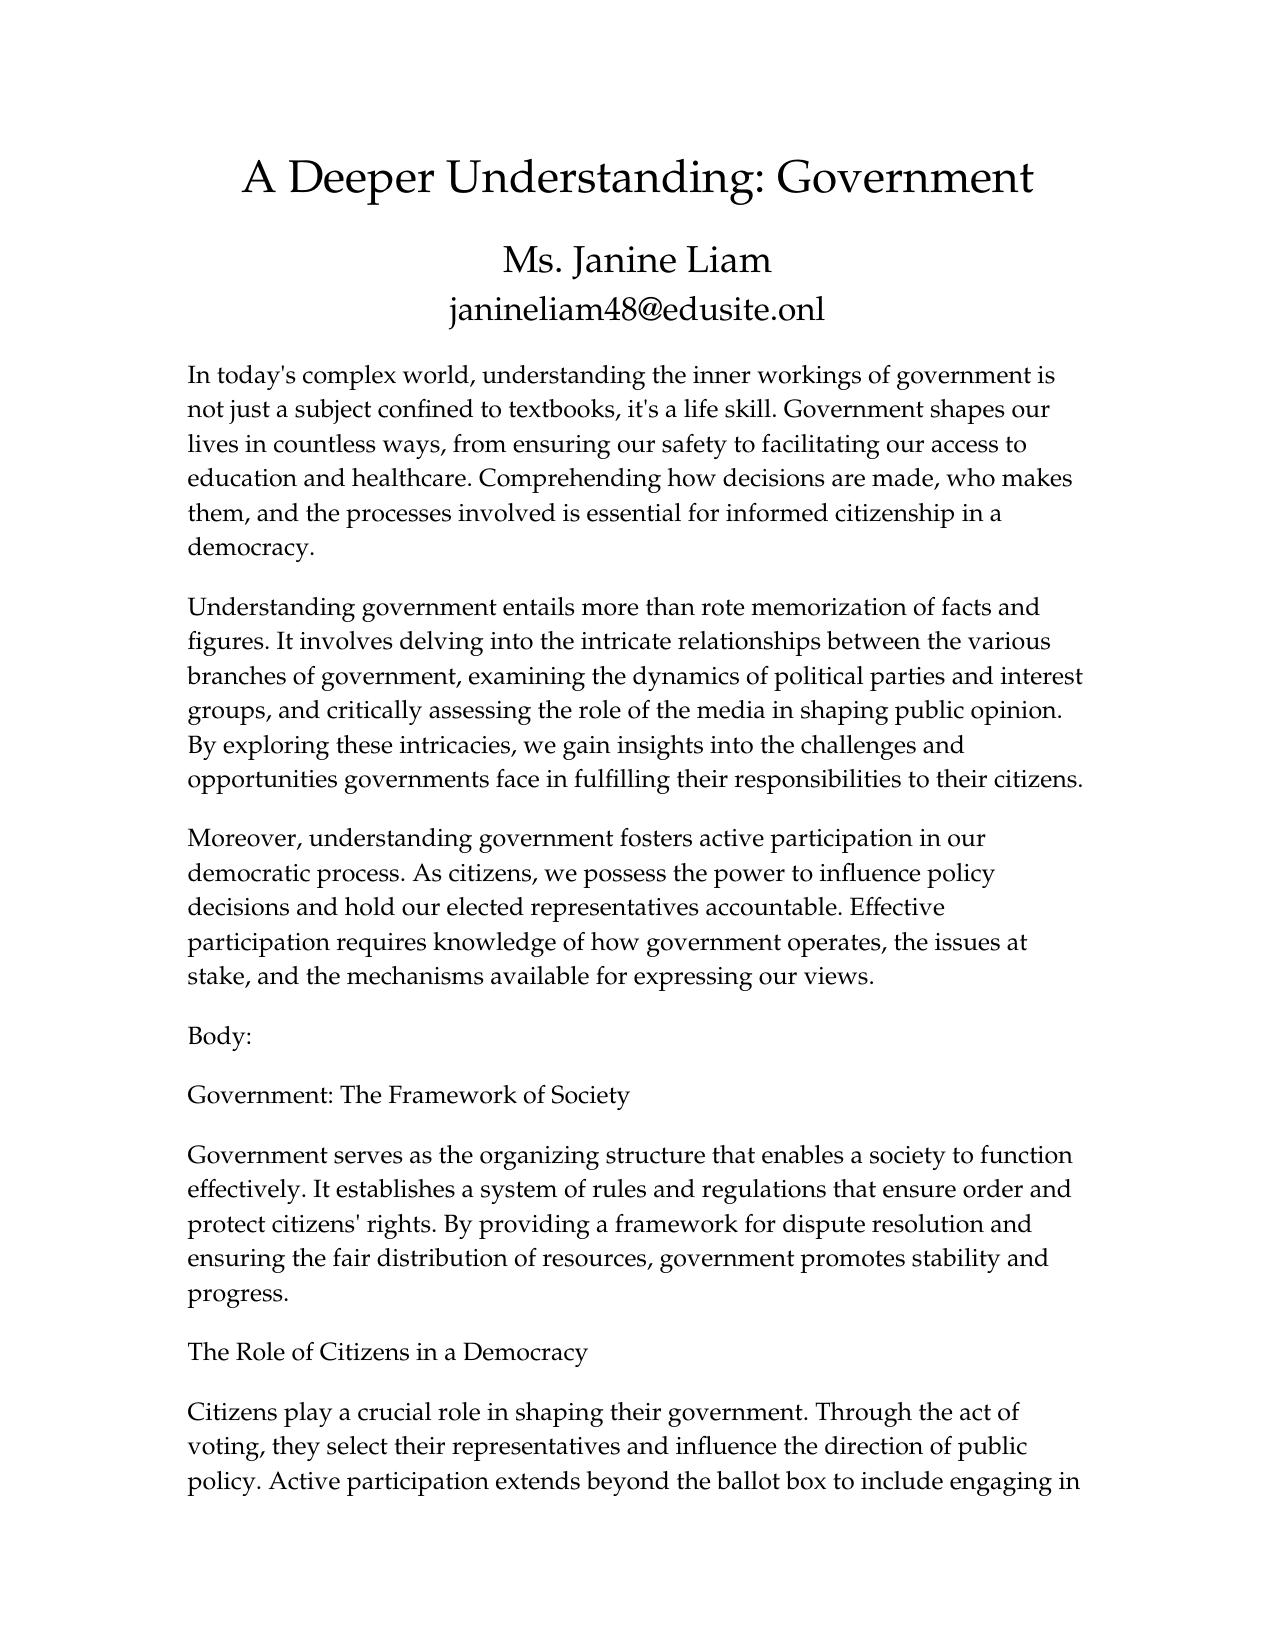 A Deeper Understanding: Government
Ms. Janine Liam
janineliam48@edusite.onl
In today's complex world, understanding the inner workings of government is
not just a subject confined to textbooks, it's a life skill. Government shapes our
lives in countless ways, from ensuring our safety to facilitating our access to
education and healthcare. Comprehending how decisions are made, who makes
them, and the processes involved is essential for informed citizenship in a
democracy.
Understanding government entails more than rote memorization of facts and
figures. It involves delving into the intricate relationships between the various
branches of government, examining the dynamics of political parties and interest
groups, and critically assessing the role of the media in shaping public opinion.
By exploring these intricacies, we gain insights into the challenges and
opportunities governments face in fulfilling their responsibilities to their citizens.
Moreover, understanding government fosters active participation in our
democratic process. As citizens, we possess the power to influence policy
decisions and hold our elected representatives accountable. Effective
participation requires knowledge of how government operates, the issues at
stake, and the mechanisms available for expressing our views.
Body:
Government: The Framework of Society
Government serves as the organizing structure that enables a society to function
effectively. It establishes a system of rules and regulations that ensure order and
protect citizens' rights. By providing a framework for dispute resolution and
ensuring the fair distribution of resources, government promotes stability and
progress.
The Role of Citizens in a Democracy
Citizens play a crucial role in shaping their government. Through the act of
voting, they select their representatives and influence the direction of public
policy. Active participation extends beyond the ballot box to include engaging in